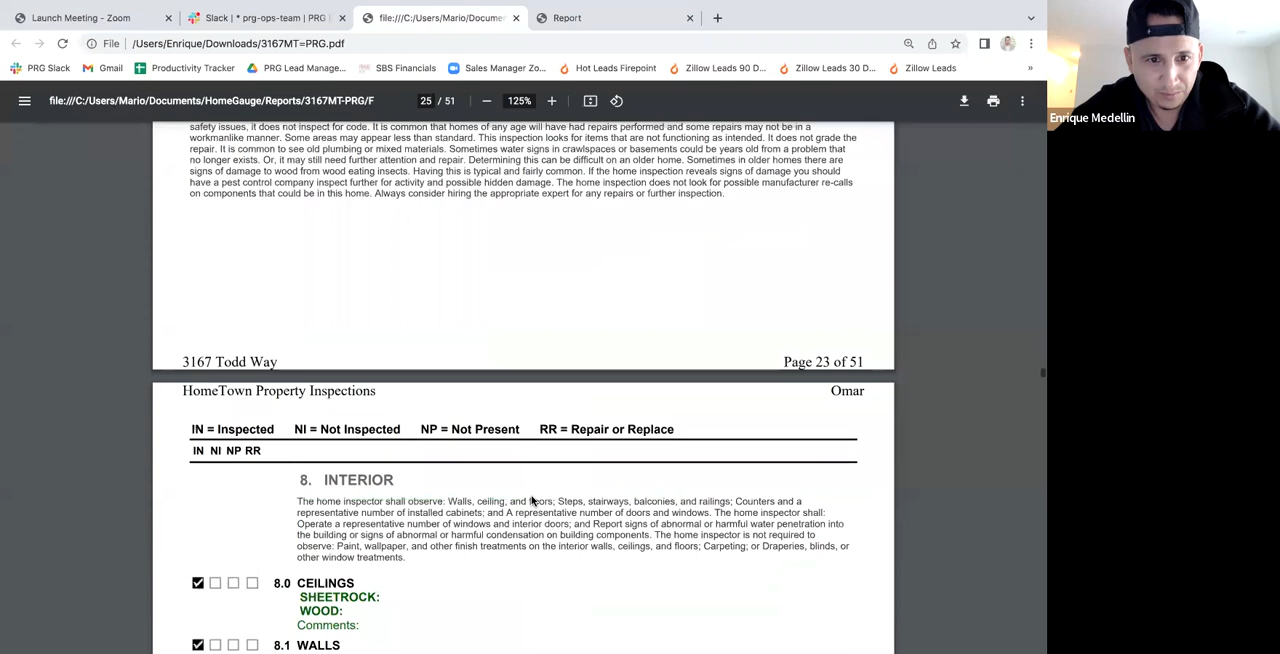 Launch Meeting - Zoom
Slack | * prg-ops-team | PRG
file:///C:/Users/Mario/Documen
Report
File
/Users/Enrique/Downloads/3167MT=PRG.pdf
PRG Slack
Gmail
Productivity Tracker
PRG Lead Manage...
SBS Financials
Sales Manager Zo...
Hot Leads Firepoint
Zillow Leads 90 D...
Zillow Leads 30 D...
Zillow Leads
»
file:///C:/Users/Mario/Documents/HomeGauge/Reports/3167MT-PRG/F
25 / 51
125%
safety issues, it does not inspect for code. It is common that homes of any age will have had repairs performed and some repairs may not be in a
workmanlike manner. Some areas may appear less than standard. This inspection looks for items that are not functioning as intended. It does not grade the
repair. It is common to see old plumbing or mixed materials. Sometimes water signs in crawlspaces or basements could be years old from a problem that
no longer exists. Or, it may still need further attention and repair. Determining this can be difficult on an older home. Sometimes in older homes there are
signs of damage to wood from wood eating insects. Having this is typical and fairly common. If the home inspection reveals signs of damage you should
have a pest control company inspect further for activity and possible hidden damage. The home inspection does not look for possible manufacturer re-calls
on components that could be in this home. Always consider hiring the appropriate expert for any repairs or further inspection.
3167 Todd Way
Page 23 of 51
HomeTown Property Inspections
Omar
IN = Inspected NI = Not Inspected NP = Not Present RR = Repair or Replace
IN NI NP RR
8. INTERIOR
The home inspector shall observe: Walls, ceiling, and floors; Steps, stairways, balconies, and railings; Counters and a
representative number of installed cabinets; and A representative number of doors and windows. The home inspector shall:
Operate a representative number of windows and interior doors; and Report signs of abnormal or harmful water penetration into
the building or signs of abnormal or harmful condensation on building components. The home inspector is not required to
observe: Paint, wallpaper, and other finish treatments on the interior walls, ceilings, and floors; Carpeting; or Draperies, blinds, or
other window treatments.
8.0 CEILINGS
SHEETROCK:
WOOD:
Comments:
8.1 WALLS
Enrique Medellin